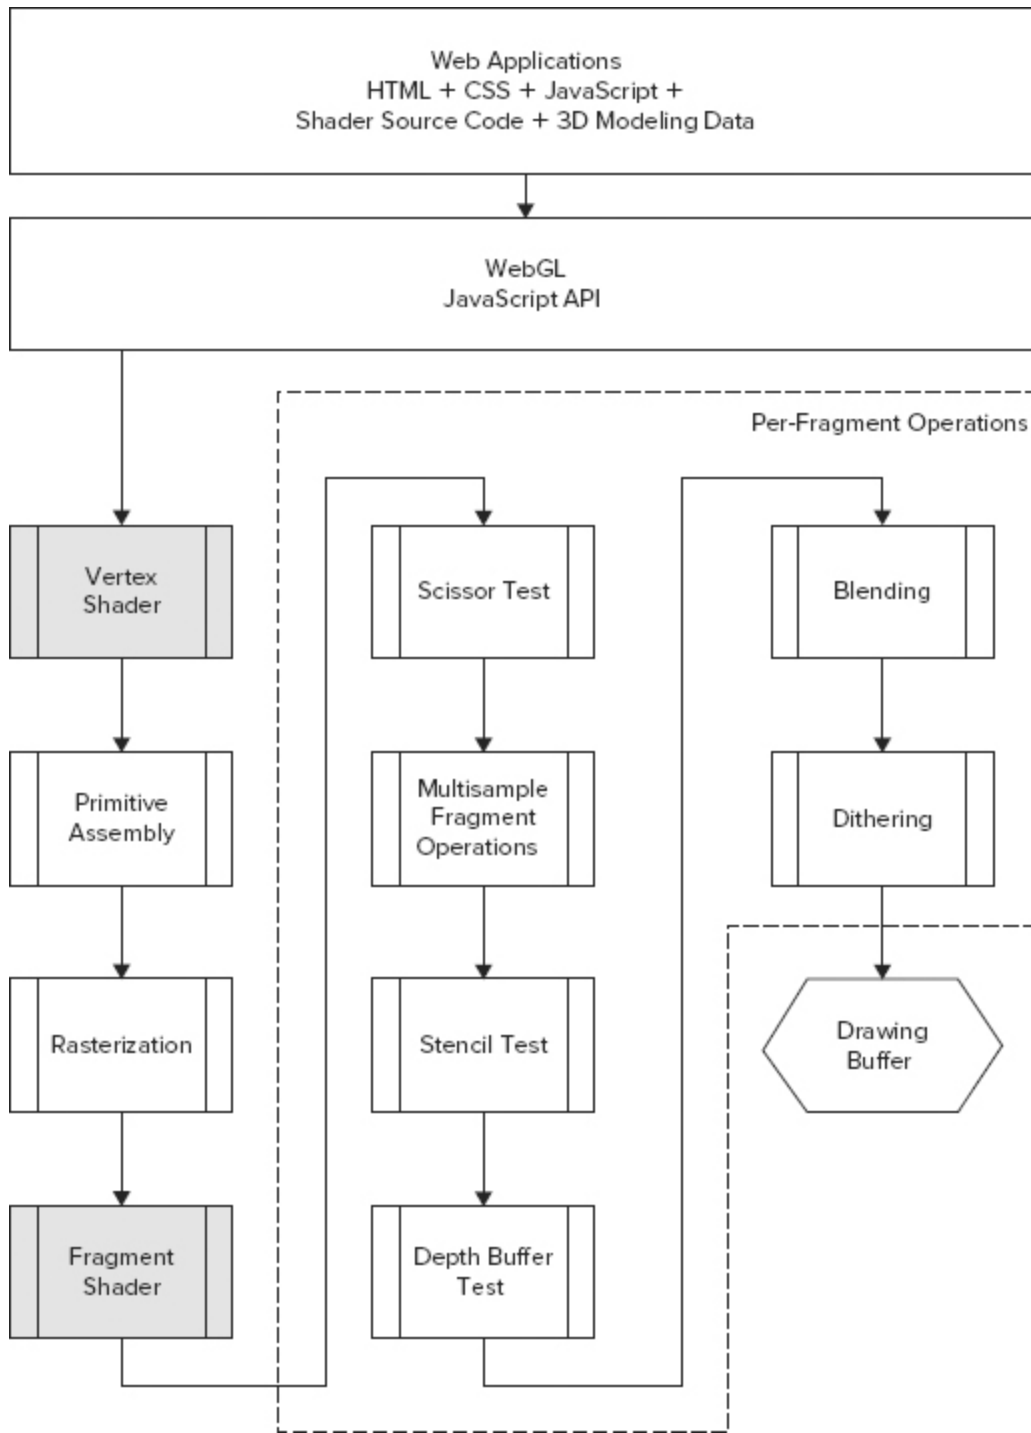 Web Applications
HTML + CSS + JavaScript +
Shader Source Code + 3D Modeling Data
WebGL
JavaScript API
Per-Fragment Operations
Vertex
Shader
Primitive
Assembly
Rasterization
Fragment
Shader
Scissor Test
Multisample
Fragment
Operations
Stencil Test
Depth Buffer
Test
Blending
Dithering
Drawing
Buffer